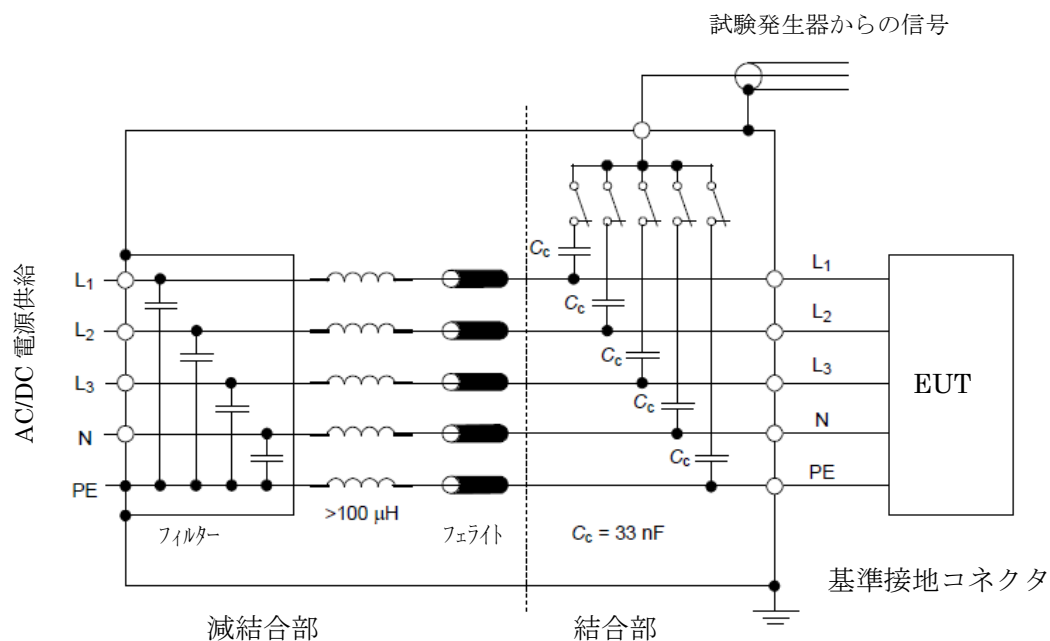 試験発生器からの信号
AC/DC 電源供給
L1
L2
L3
N
PE
Cc
Cc
Cc
Cc
Cc
L1
L2
L3
N
PE
EUT
フィルター
>100 μH
フェライト
Cc = 33 nF
基準接地コネクタ
減結合部
結合部